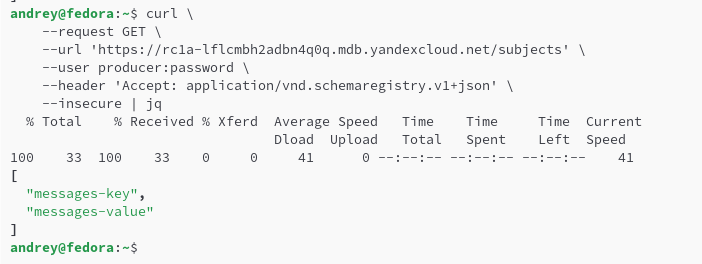 andrey@fedora:~$ curl \
    --request GET \
    --url 'https://rc1a-lflcmbh2adbn4q0q.mdb.yandexcloud.net/subjects' \
    --user producer:password \
    --header 'Accept: application/vnd.schemaregistry.v1+json' \
    --insecure | jq
  % Total    % Received % Xferd  Average Speed   Time    Time     Time  Current
                                 Dload  Upload   Total   Spent    Left  Speed
100    33  100    33    0     0     41      0 --:--:-- --:--:-- --:--:--    41
[
  "messages-key",
  "messages-value"
]
andrey@fedora:~$